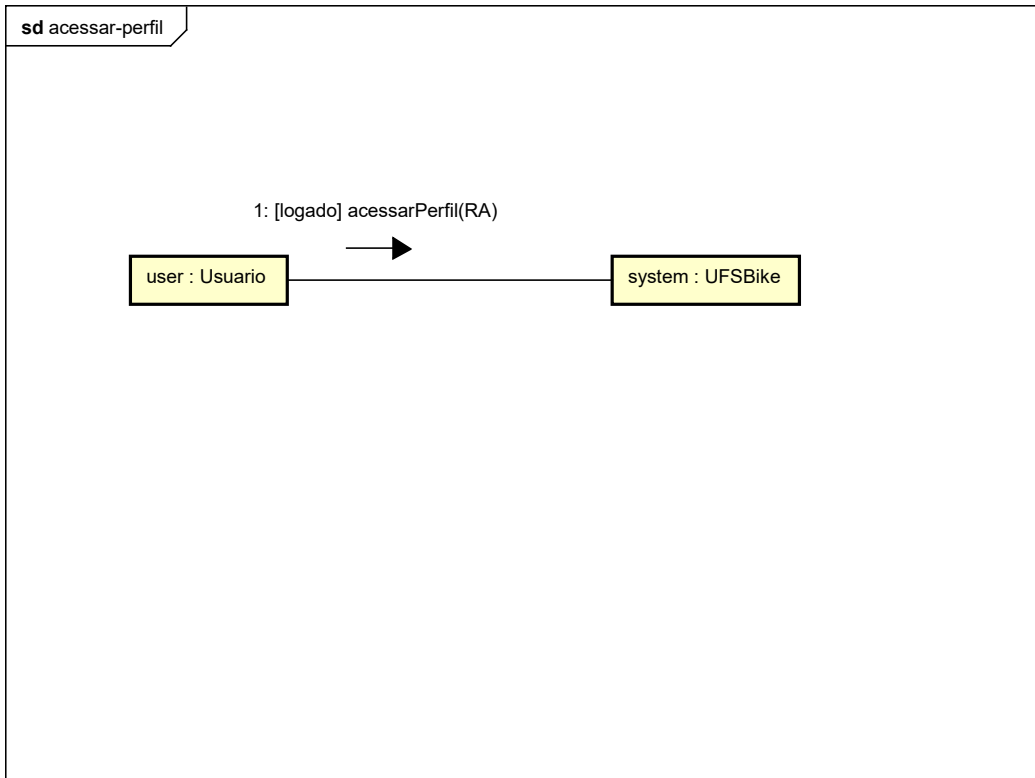 sd acessar-perfil
1: [logado] acessarPerfil(RA)
user : Usuario
system : UFSBike